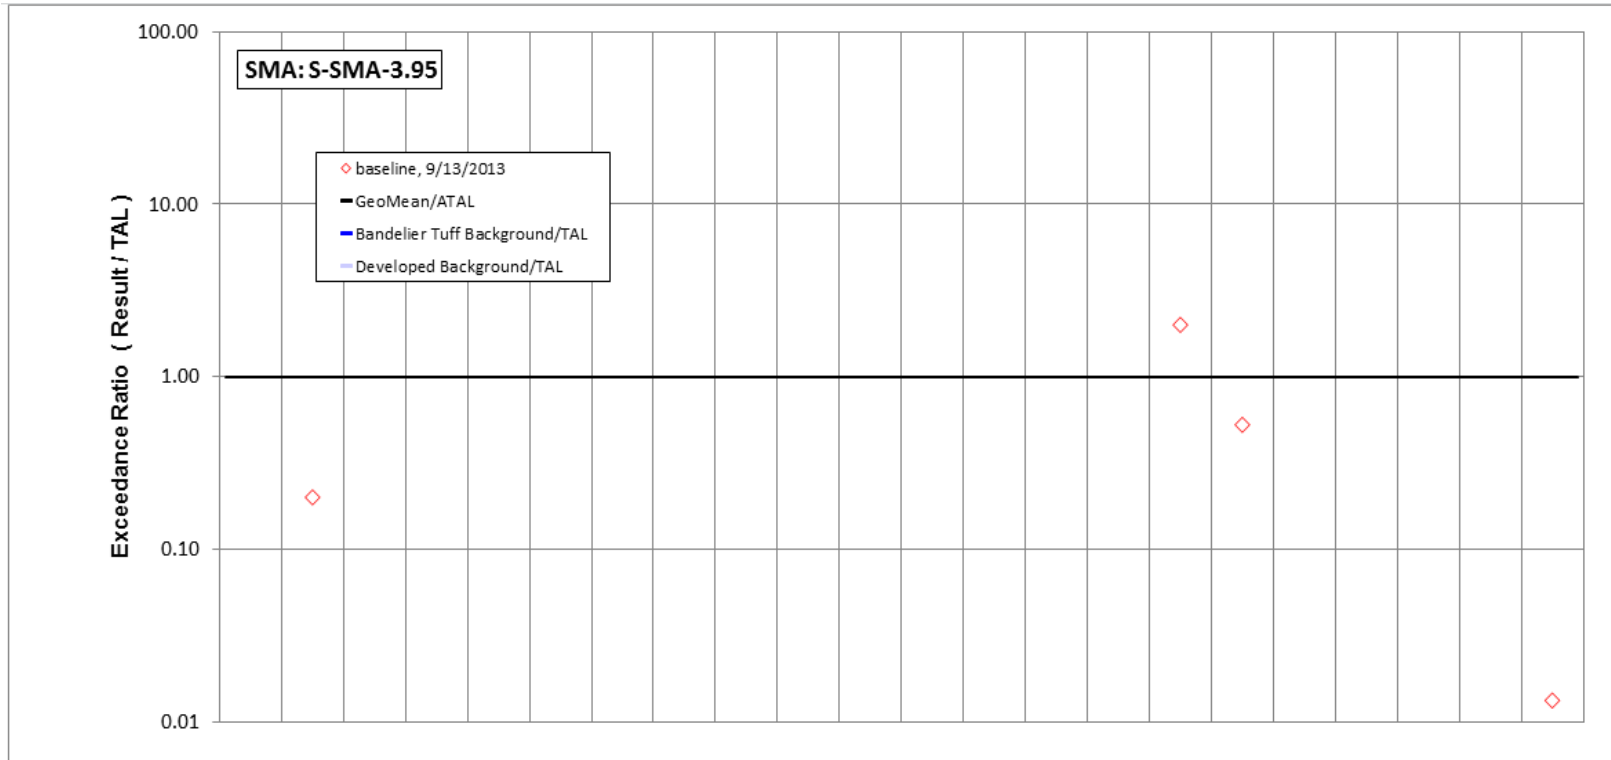 100.00
SMA: S-SMA-3.95
baseline, 9/13/2013
GeoMean/ATAL
Bandelier Tuff Background/TAL
Developed Background/TAL
10.00
1.00
0.10
0.01
Exceedance Ratio ( Result / TAL )